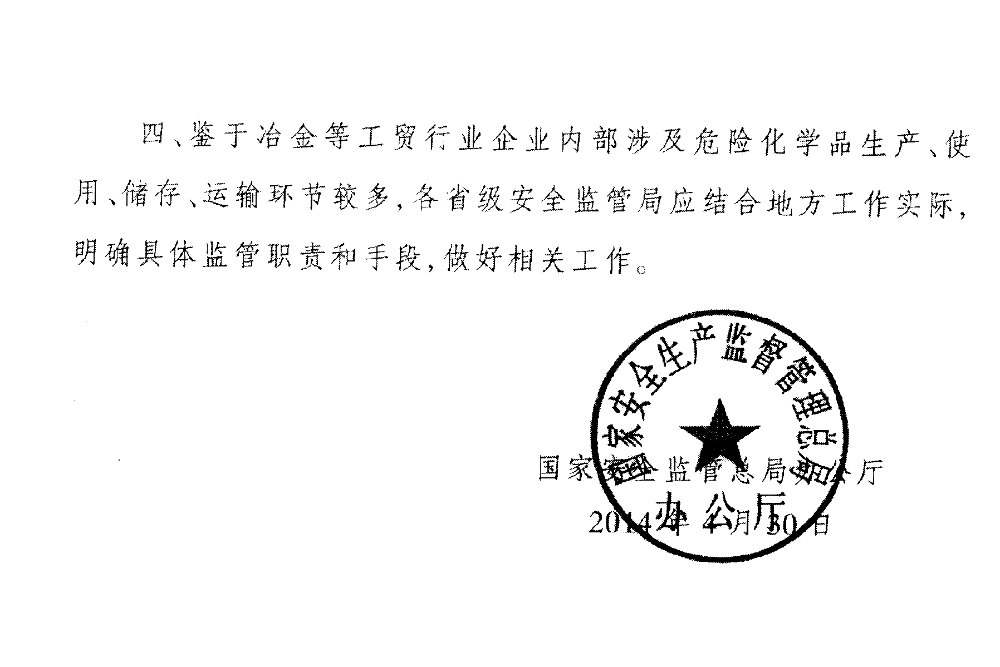 四、鉴于冶金等工贸行业企业内部涉及危险化学品生产、使
用、储存、运输环节较多,各省级安全监管局应结合地方工作实际,
明确具体监管职责和手段,做好相关工作。
国家安全生产监督管理总局
国家安全监管总局办公厅
办公厅
2014年4月30日